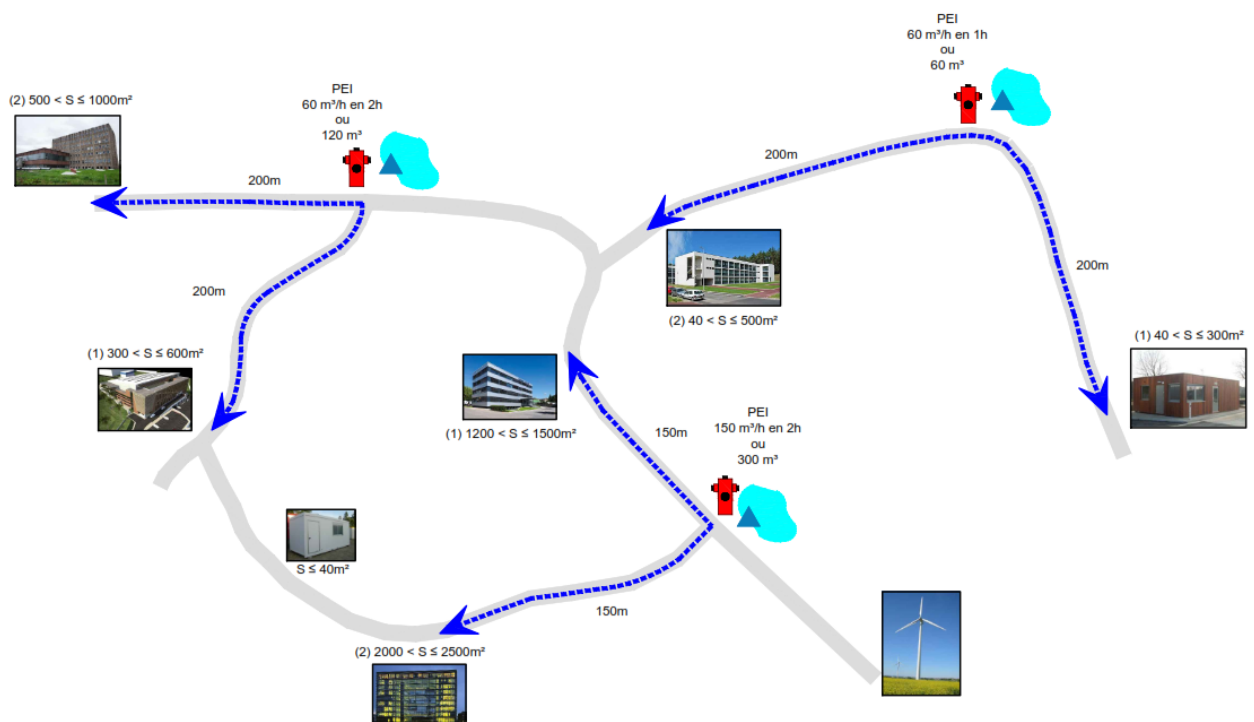 PEI
60 m³/h en 1h
ou
60 m³
PEI
60 m³/h en 2h
ou
120 m³
(2) 500 < S ≤ 1000m²
200m
200m
200m
200m
(2) 40 < S ≤ 500m²
(1) 300 < S ≤ 600m²
(1) 40 < S ≤ 300m²
(1) 1200 < S ≤ 1500m²
150m
PEI
150 m³/h en 2h
ou
300 m³
S ≤ 40m²
150m
(2) 2000 < S ≤ 2500m²